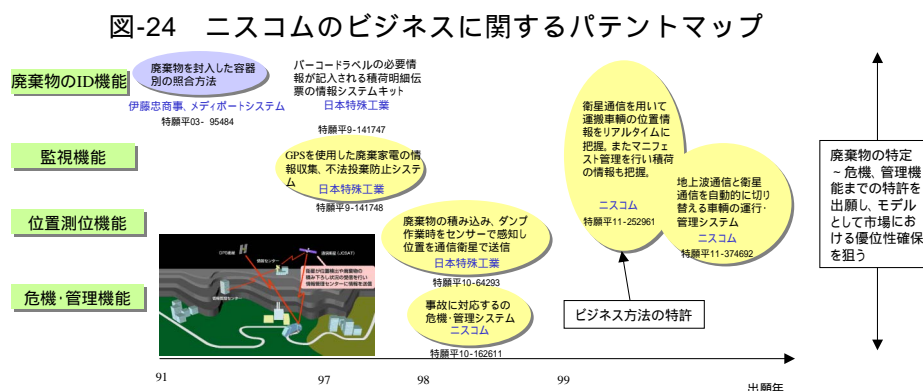 図-24 ニスコムのビジネスに関するパテントマップ
廃棄物のID機能
監視機能
位置測位機能
危機･管理機能
廃棄物を封入した容器
別の照合方法
伊藤忠商事、メディポートシステム
特願平03- 95484
バーコードラベルの必要情
報が記入される積荷明細伝
票の情報システムキット
日本特殊工業
特願平9-141747
GPSを使用した廃棄家電の情
報収集、不法投棄防止システ
ム
日本特殊工業
特願平9-141748
廃棄物の積み込み、ダンプ
作業時をセンサーで感知し
位置を通信衛星で送信
日本特殊工業
特願平10-64293
事故に対応するの
危機･管理システム
ニスコム
特願平10-162611
衛星通信を用いて
運搬車輌の位置情
報をリアルタイムに
把握。またマニフェ
スト管理を行い積荷
の情報も把握。
ニスコム
特願平11-252961
地上波通信と衛星
通信を自動的に切り
替える車輌の運行･
管理システム
ニスコム
特願平11-374692
ビジネス方法の特許
廃棄物の特定
～危機、管理機
能までの特許を
出願し、モデル
として市場にお
ける優位性確保
を狙う
GPS衛星
通信衛星(JCSAT)
91
97
98
99
出願年